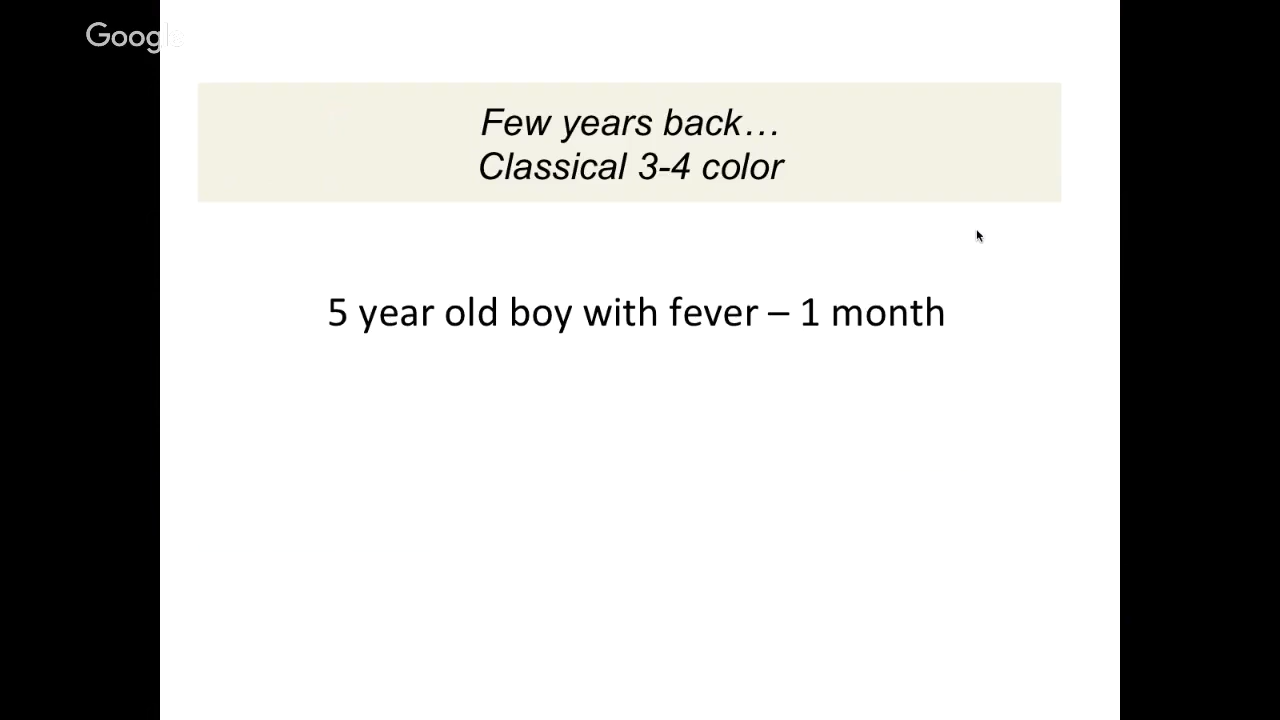 Google
Few years back…
Classical 3-4 color
5 year old boy with fever – 1 month